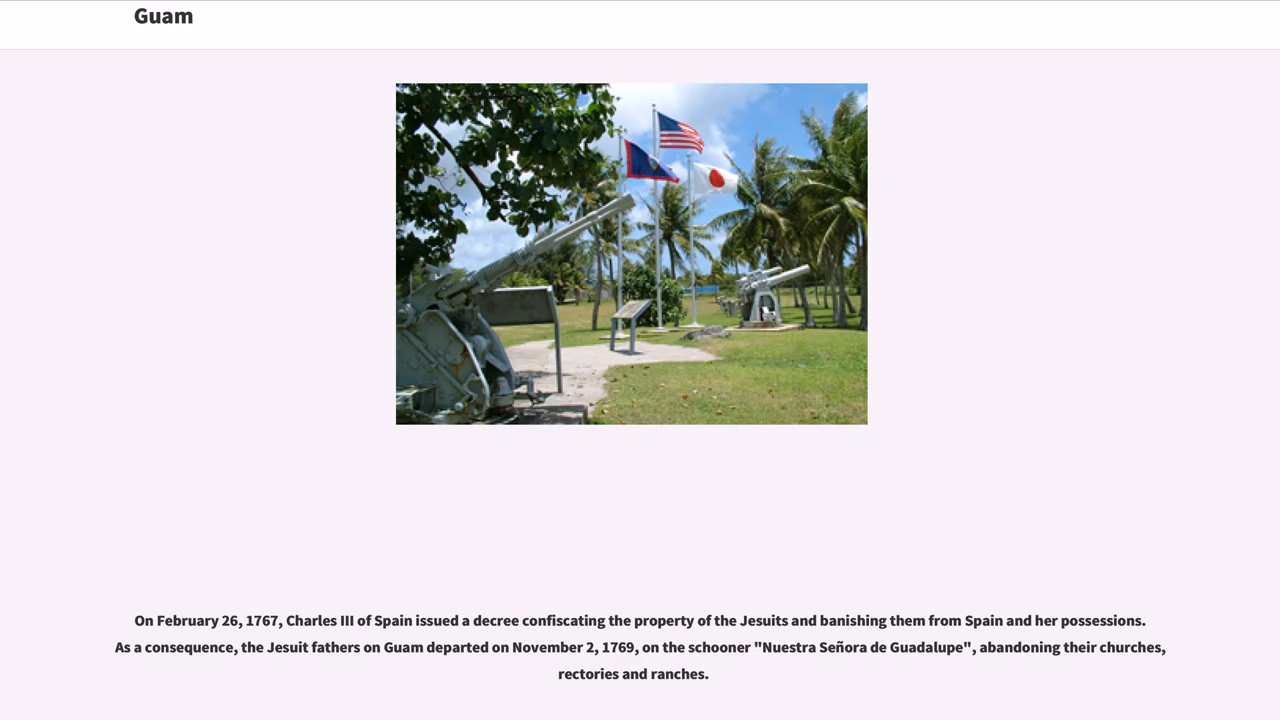 Guam
On February 26, 1767, Charles III of Spain issued a decree confiscating the property of the Jesuits and banishing them from Spain and her possessions.
As a consequence, the Jesuit fathers on Guam departed on November 2, 1769, on the schooner "Nuestra Señora de Guadalupe", abandoning their churches,
rectories and ranches.